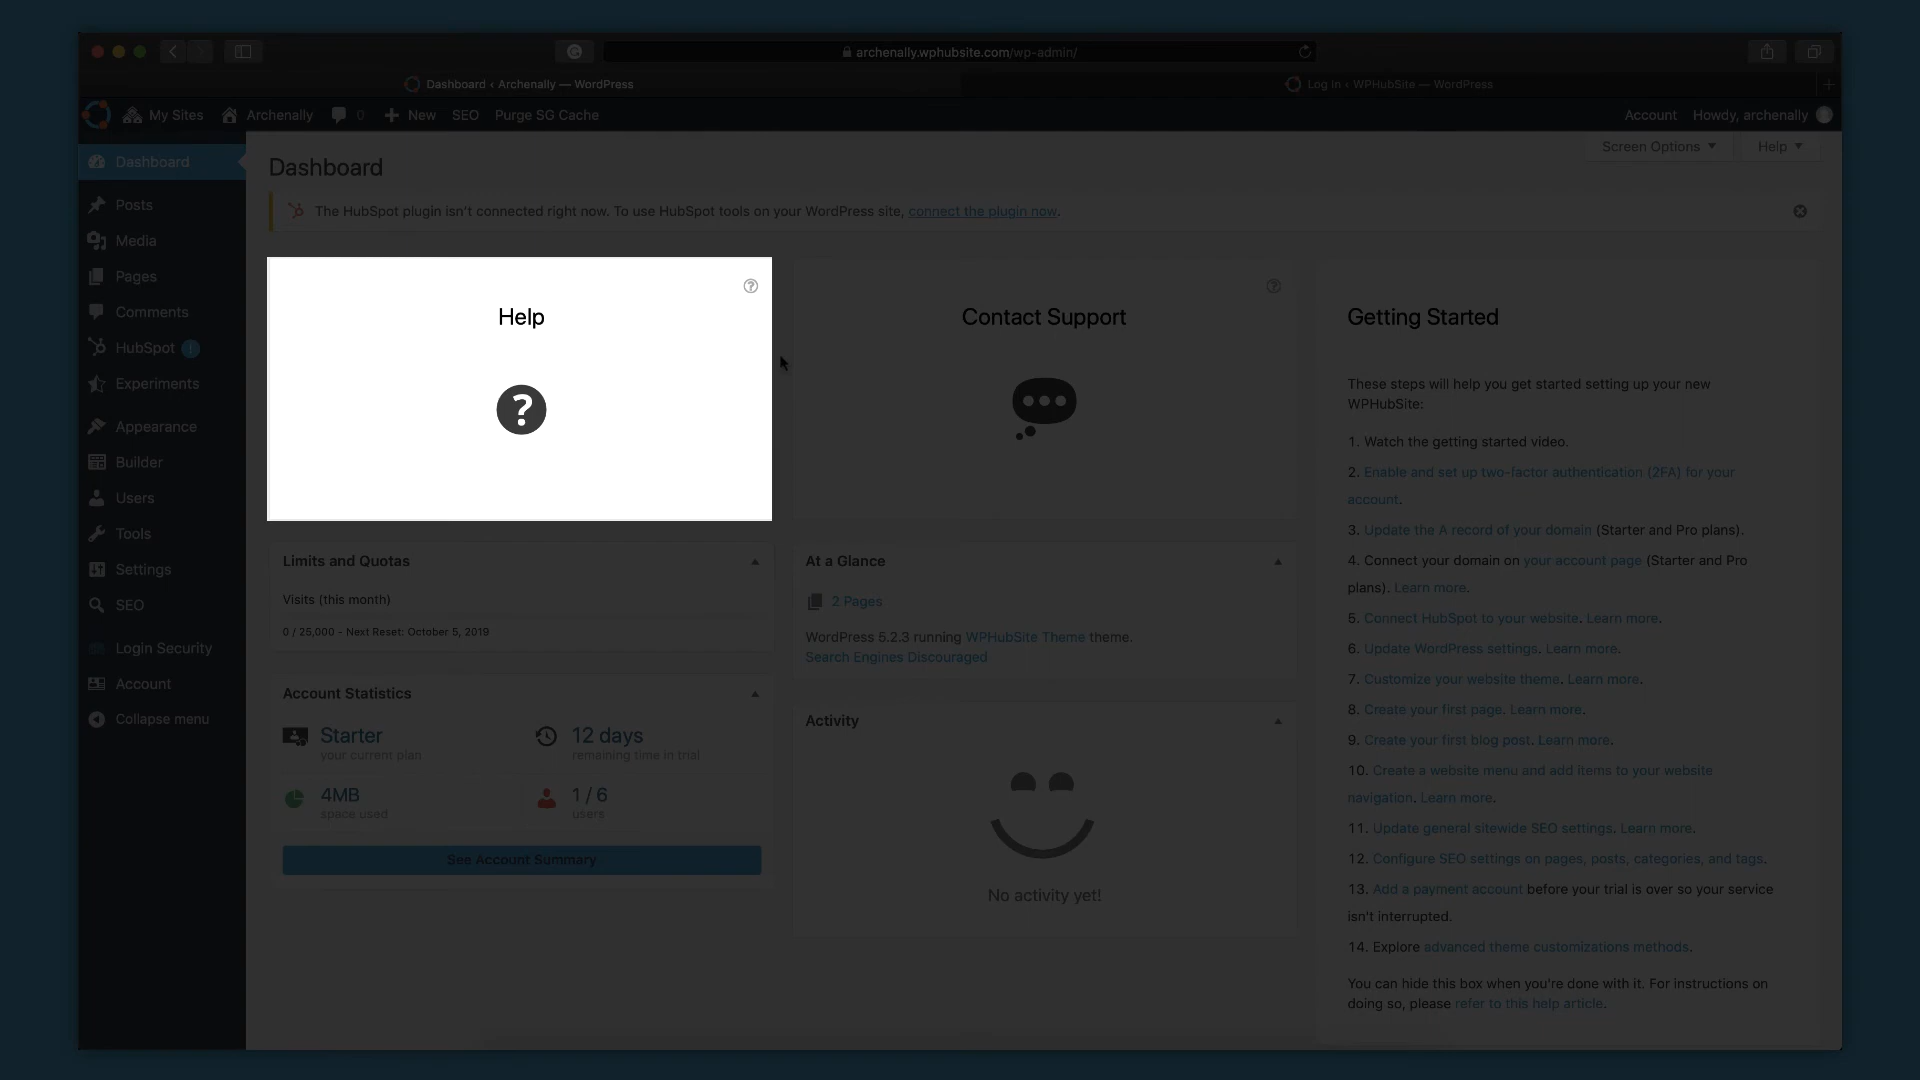 archenally.wphubsite.com/wp-admin/
Dashboard ‹ Archenally — WordPress
Log In ‹ WPHubSite — WordPress
My Sites
Archenally
0
New
SEO
Purge SG Cache
Account
Howdy, archenally
Dashboard
Posts
Media
Pages
Comments
HubSpot
Experiments
Appearance
Builder
Users
Tools
Settings
SEO
Login Security
Account
Collapse menu
Screen Options
Help
Dashboard
The HubSpot plugin isn't connected right now. To use HubSpot tools on your WordPress site, connect the plugin now.
Help
?
Contact Support
Limits and Quotas
Visits (this month)
0 / 25,000 - Next Reset: October 5, 2019
Account Statistics
Starter
your current plan
12 days
remaining time in trial
4MB
space used
1 / 6
users
See Account Summary
At a Glance
2 Pages
WordPress 5.2.3 running WPHubSite Theme theme.
Search Engines Discouraged
Activity
No activity yet!
Getting Started
These steps will help you get started setting up your new
WPHubSite:
1. Watch the getting started video.
2. Enable and set up two-factor authentication (2FA) for your
account.
3. Update the A record of your domain (Starter and Pro plans).
4. Connect your domain on your account page (Starter and Pro
plans). Learn more.
5. Connect HubSpot to your website. Learn more.
6. Update WordPress settings. Learn more.
7. Customize your website theme. Learn more.
8. Create your first page. Learn more.
9. Create your first blog post. Learn more.
10. Create a website menu and add items to your website
navigation. Learn more.
11. Update general sitewide SEO settings. Learn more.
12. Configure SEO settings on pages, posts, categories, and tags.
13. Add a payment account before your trial is over so your service
isn't interrupted.
14. Explore advanced theme customizations methods.
You can hide this box when you're done with it. For instructions on
doing so, please refer to this help article.